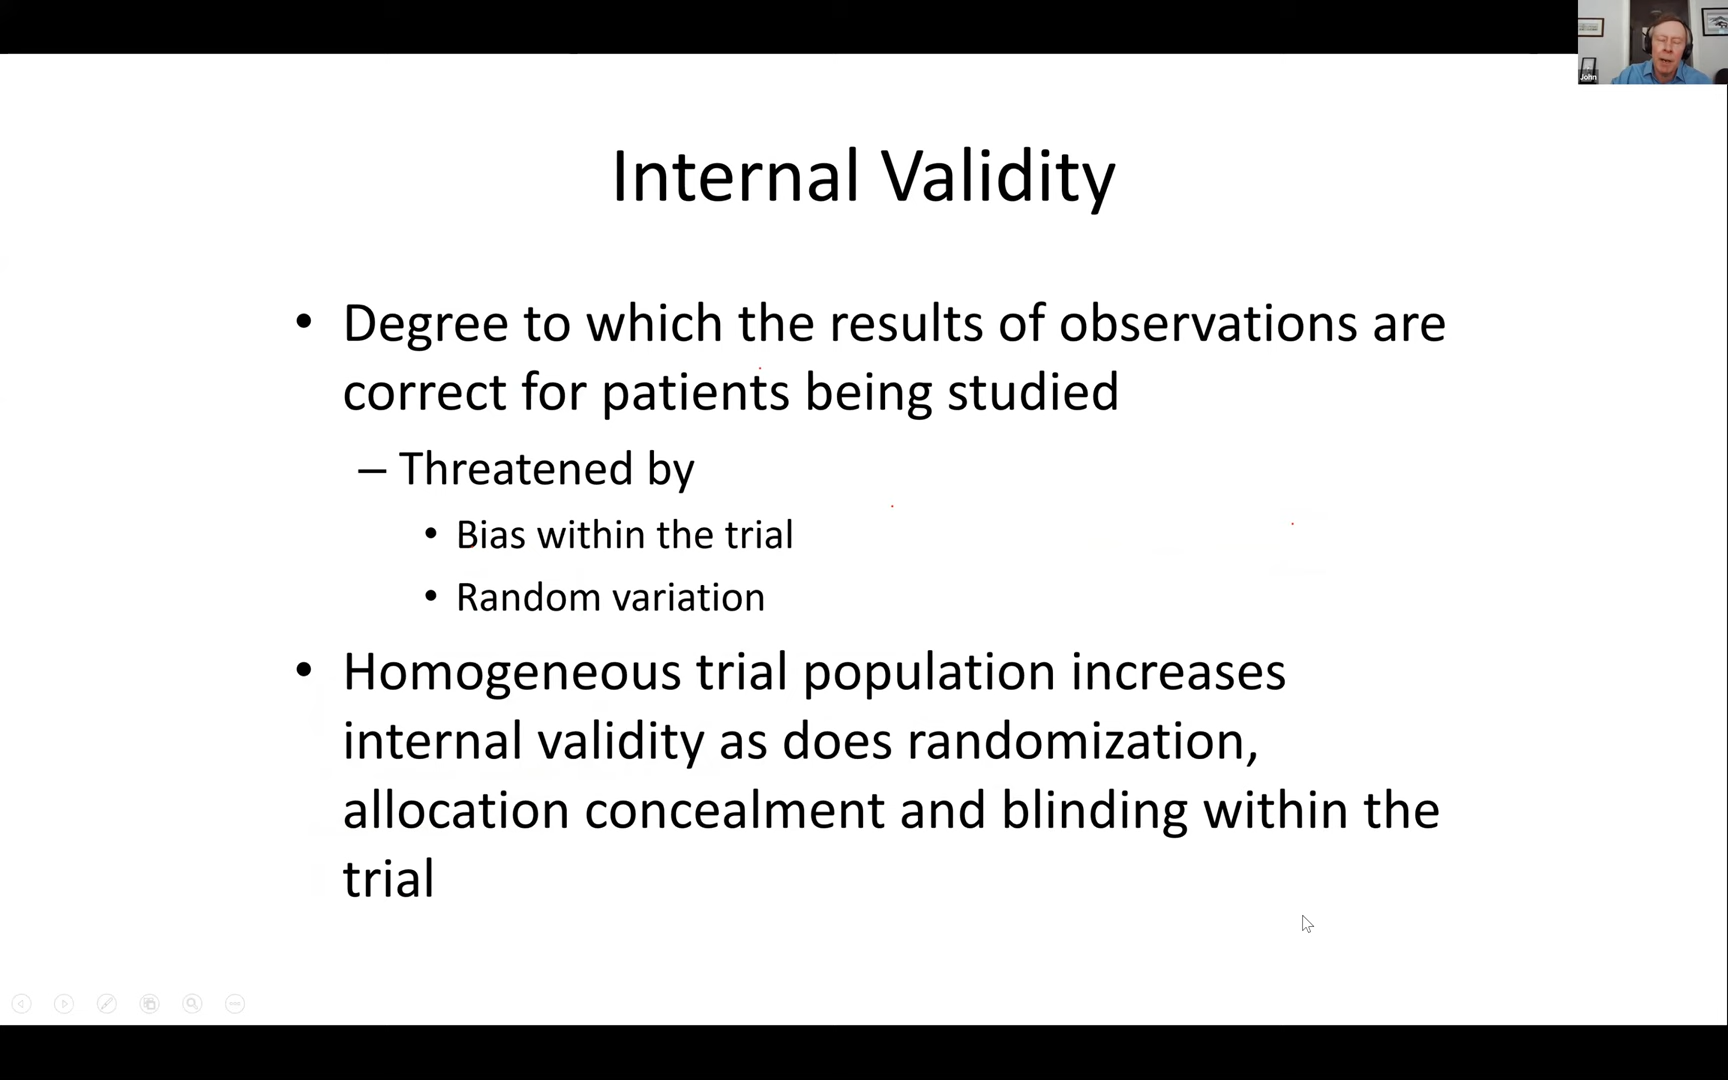 John
Internal Validity
• Degree to which the results of observations are
correct for patients being studied
– Threatened by
• Bias within the trial
• Random variation
• Homogeneous trial population increases
internal validity as does randomization,
allocation concealment and blinding within the
trial